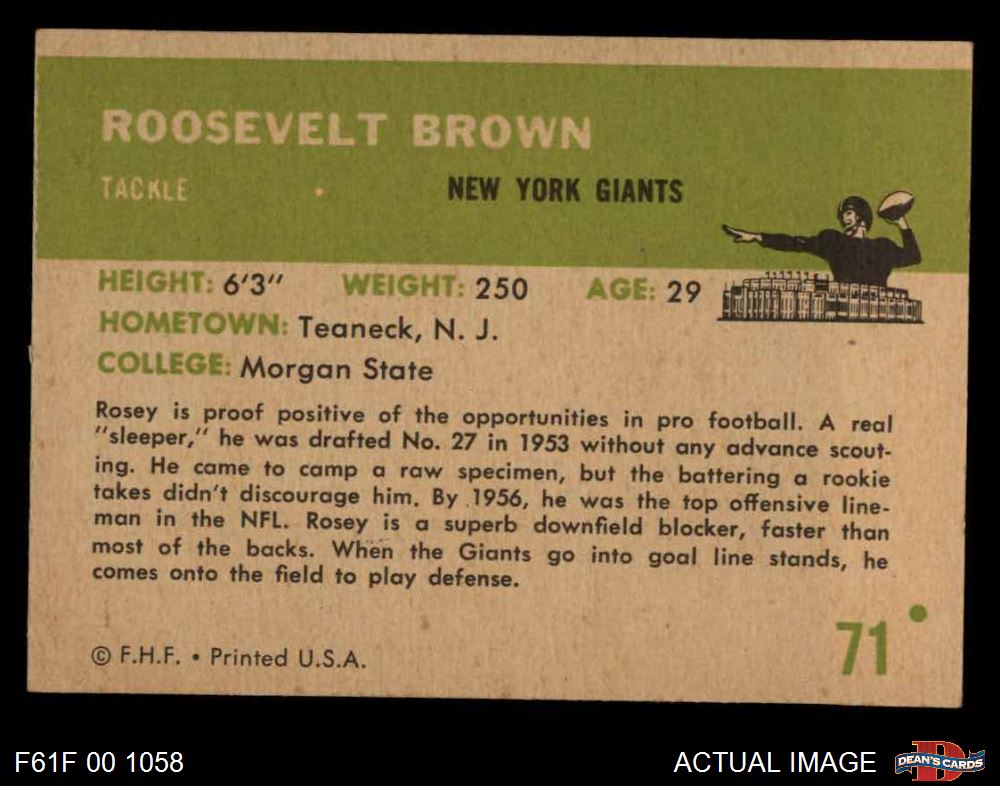 ROOSEVELT BROWN
TACKLE • NEW YORK GIANTS
HEIGHT: 6'3" WEIGHT: 250 AGE: 29
HOMETOWN: Teaneck, N. J.
COLLEGE: Morgan State
Rosey is proof positive of the opportunities in pro football. A real
"sleeper," he was drafted No. 27 in 1953 without any advance scout-
ing. He came to camp a raw specimen, but the battering a rookie
takes didn't discourage him. By 1956, he was the top offensive line-
man in the NFL. Rosey is a superb downfield blocker, faster than
most of the backs. When the Giants go into goal line stands, he
comes onto the field to play defense.
71
© F.H.F. • Printed U.S.A.
F61F 00 1058
ACTUAL IMAGE
D
DEAN'S CARDS